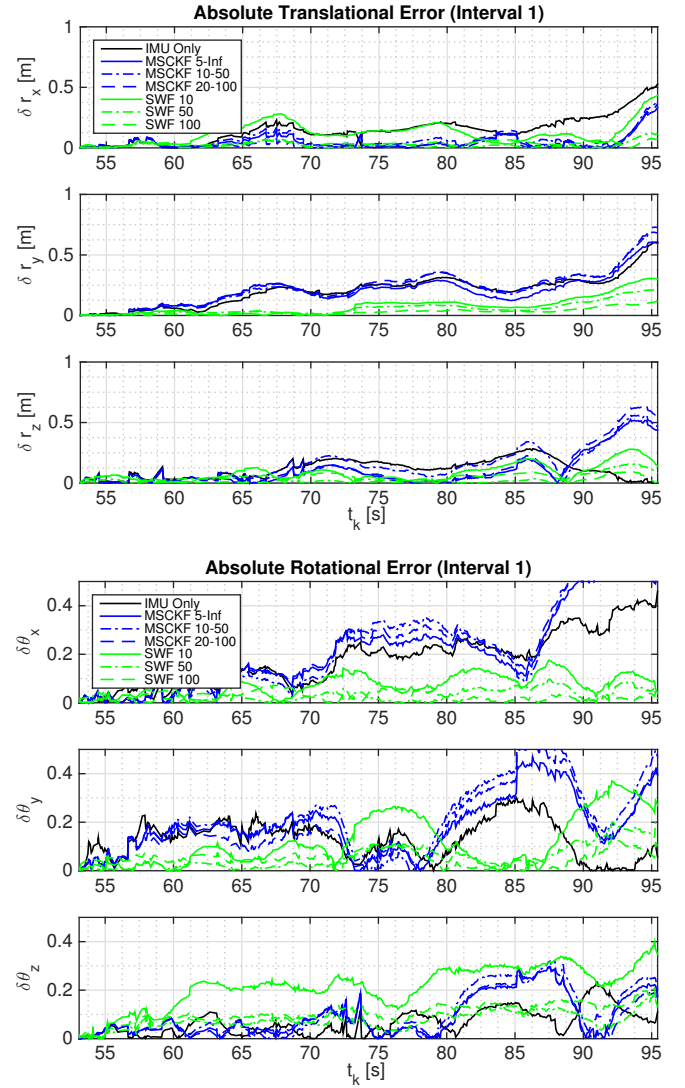 Absolute Translational Error (Interval 1)
1
0.5
0
δ r_x [m]
IMU Only
MSCKF 5-Inf
MSCKF 10-50
MSCKF 20-100
SWF 10
SWF 50
SWF 100
55 60 65 70 75 80 85 90 95
1
0.5
0
δ r_y [m]
55 60 65 70 75 80 85 90 95
1
0.5
0
δ r_z [m]
55 60 65 70 75 80 85 90 95
t_k [s]
Absolute Rotational Error (Interval 1)
0.4
0.2
0
δθ_x
IMU Only
MSCKF 5-Inf
MSCKF 10-50
MSCKF 20-100
SWF 10
SWF 50
SWF 100
55 60 65 70 75 80 85 90 95
0.4
0.2
0
δθ_y
55 60 65 70 75 80 85 90 95
0.4
0.2
0
δθ_z
55 60 65 70 75 80 85 90 95
t_k [s]